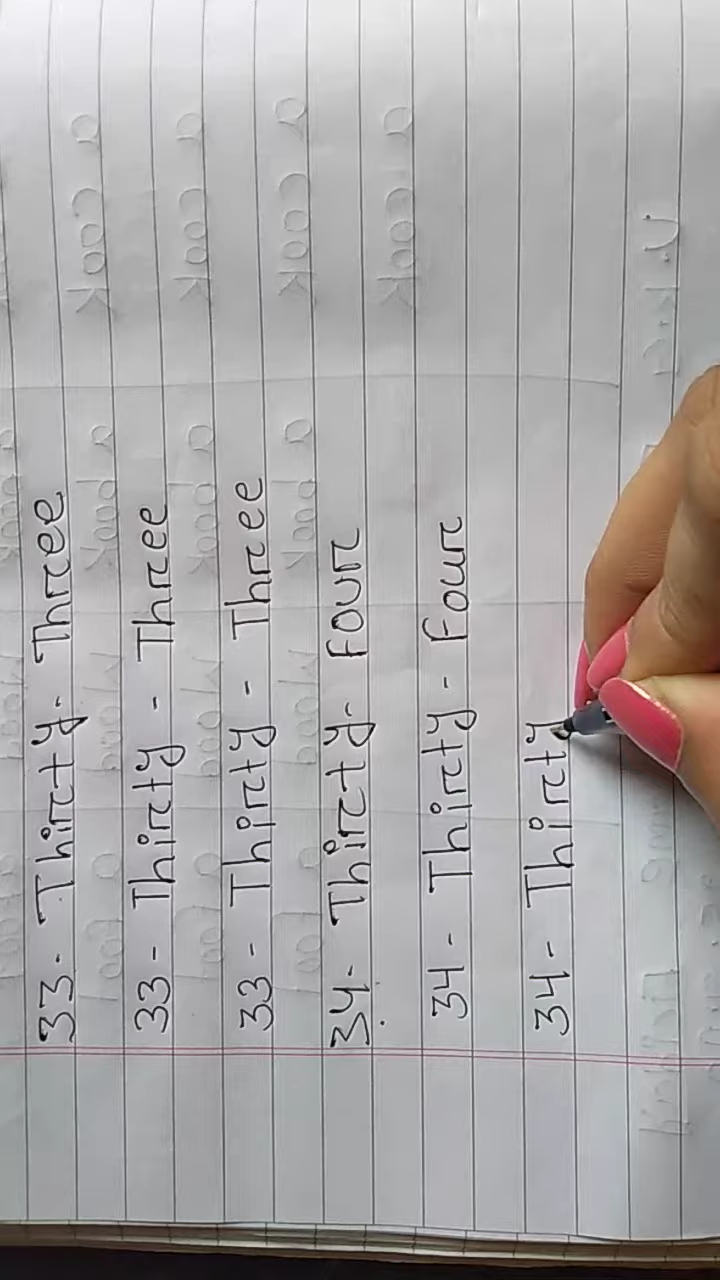 33- Thirty- Three
33- Thirty - Three
33 - Thirty - Three
34- Thirty- Four
34 - Thirty - Four
34 - Thirty